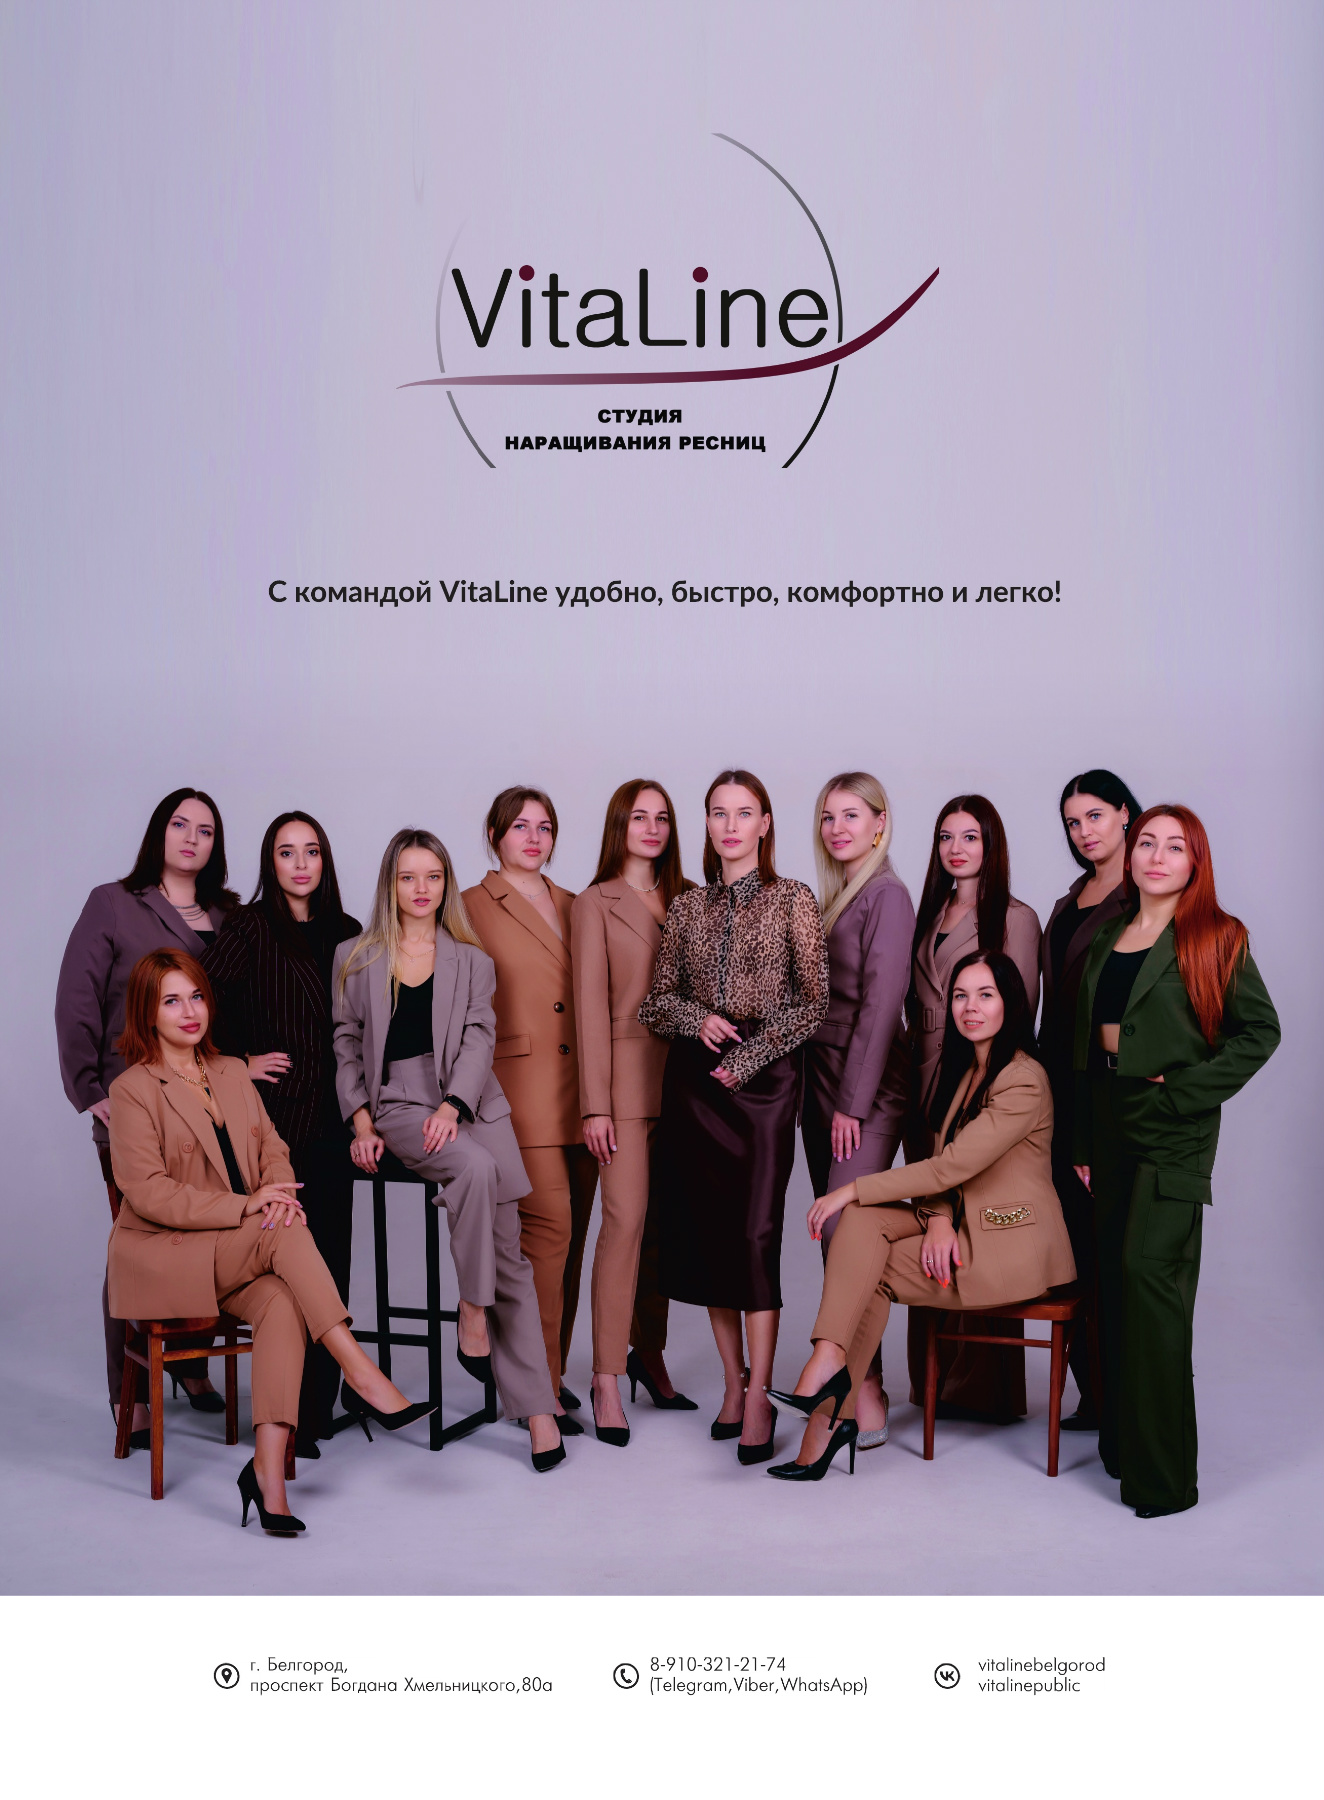 VitaLine
СТУДИЯ
НАРАЩИВАНИЯ РЕСНИЦ
С командой VitaLine удобно, быстро, комфортно и легко!
г. Белгород,
проспект Богдана Хмельницкого,80а
8-910-321-21-74
(Telegram,Viber,WhatsApp)
vitalinebelgorod
vitalinepublic